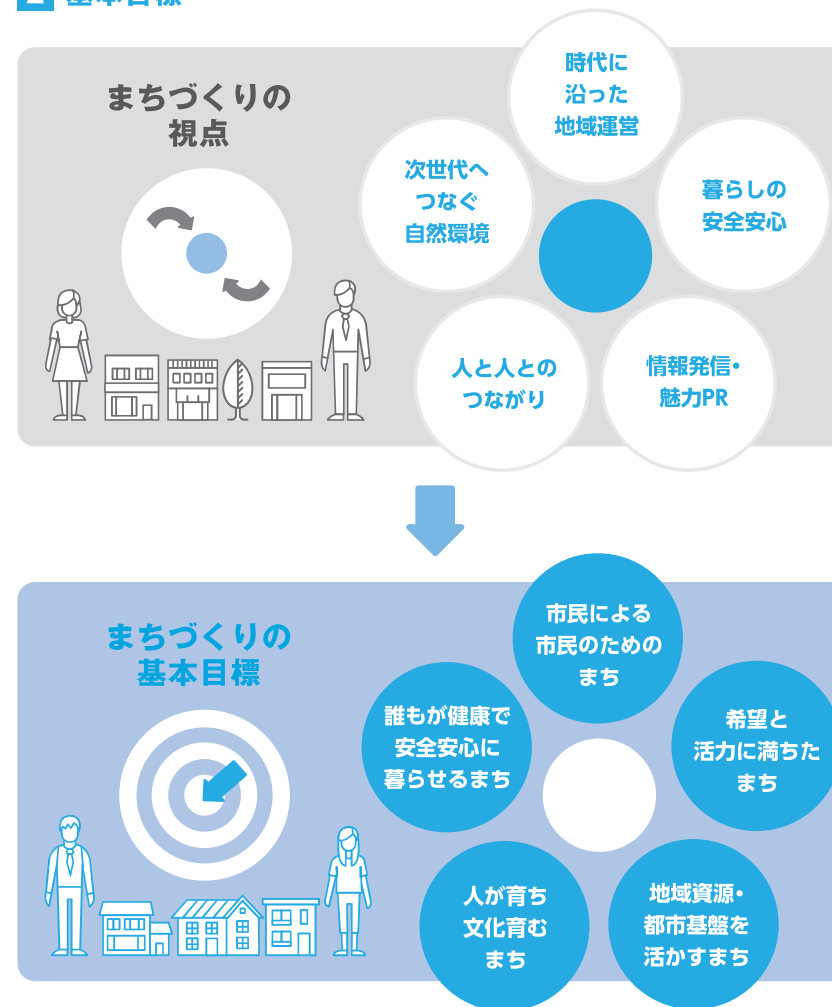 基本目標
まちづくりの
視点
時代に
沿った
地域運営
次世代へ
つなぐ
自然環境
暮らしの
安全安心
人と人との
つながり
情報発信・
魅力PR
まちづくりの
基本目標
市民による
市民のための
まち
誰もが健康で
安全安心に
暮らせるまち
希望と
活力に満ちた
まち
人が育ち
文化育む
まち
地域資源・
都市基盤を
活かすまち